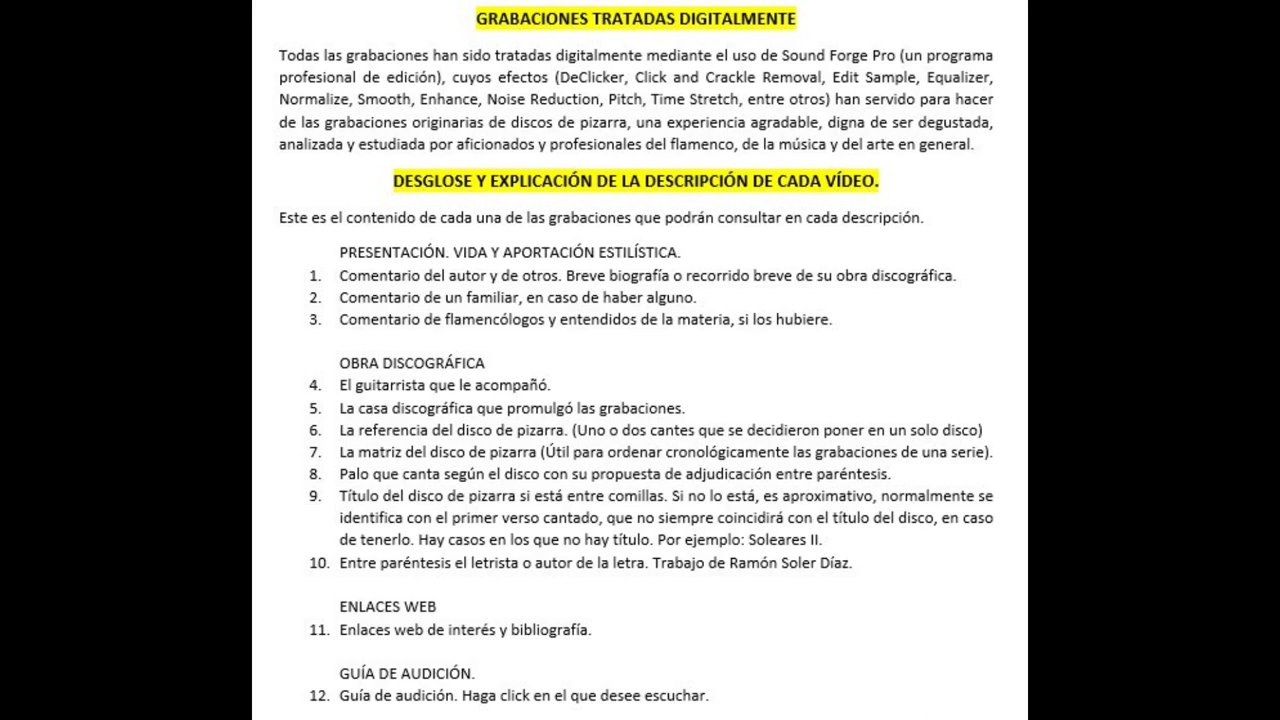 GRABACIONES TRATADAS DIGITALMENTE
Todas las grabaciones han sido tratadas digitalmente mediante el uso de Sound Forge Pro (un programa
profesional de edición), cuyos efectos (DeClicker, Click and Crackle Removal, Edit Sample, Equalizer,
Normalize, Smooth, Enhance, Noise Reduction, Pitch, Time Stretch, entre otros) han servido para hacer
de las grabaciones originarias de discos de pizarra, una experiencia agradable, digna de ser degustada,
analizada y estudiada por aficionados y profesionales del flamenco, de la música y del arte en general.
DESGLOSE Y EXPLICACIÓN DE LA DESCRIPCIÓN DE CADA VÍDEO.
Este es el contenido de cada una de las grabaciones que podrán consultar en cada descripción.
PRESENTACIÓN. VIDA Y APORTACIÓN ESTILÍSTICA.
1. Comentario del autor y de otros. Breve biografía o recorrido breve de su obra discográfica.
2. Comentario de un familiar, en caso de haber alguno.
3. Comentario de flamencólogos y entendidos de la materia, si los hubiere.
OBRA DISCOGRÁFICA
4. El guitarrista que le acompañó.
5. La casa discográfica que promulgó las grabaciones.
6. La referencia del disco de pizarra. (Uno o dos cantes que se decidieron poner en un solo disco)
7. La matriz del disco de pizarra (Útil para ordenar cronológicamente las grabaciones de una serie).
8. Palo que canta según el disco con su propuesta de adjudicación entre paréntesis.
9. Título del disco de pizarra si está entre comillas. Si no lo está, es aproximativo, normalmente se
identifica con el primer verso cantado, que no siempre coincidirá con el título del disco, en caso
de tenerlo. Hay casos en los que no hay título. Por ejemplo: Soleares II.
10. Entre paréntesis el letrista o autor de la letra. Trabajo de Ramón Soler Díaz.
ENLACES WEB
11. Enlaces web de interés y bibliografía.
GUÍA DE AUDICIÓN.
12. Guía de audición. Haga click en el que desee escuchar.